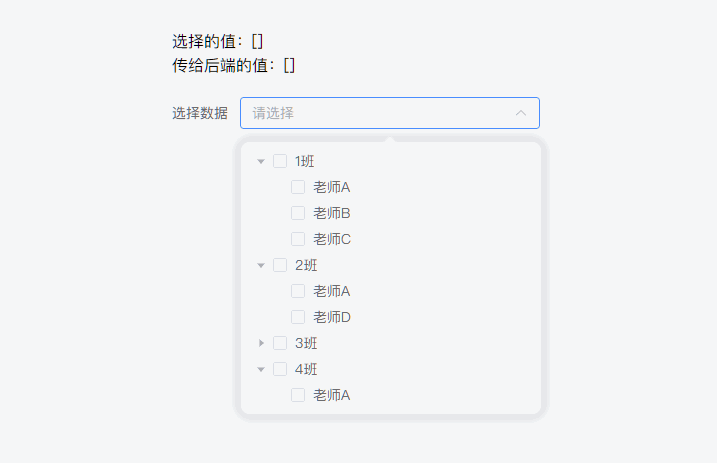 选择的值：[]
传给后端的值：[]
选择数据 请选择
1班
老师A
老师B
老师C
2班
老师A
老师D
3班
4班
老师A